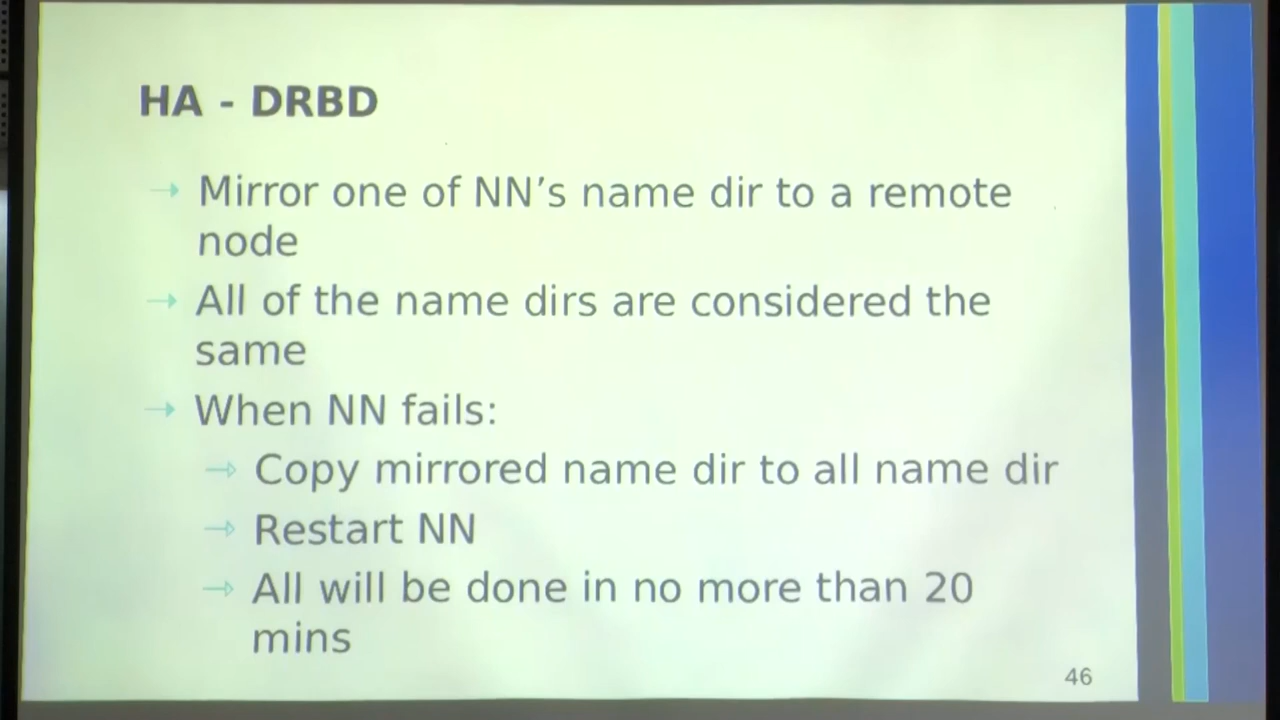 HA - DRBD
→ Mirror one of NN’s name dir to a remote
node
→ All of the name dirs are considered the
same
→ When NN fails:
→ Copy mirrored name dir to all name dir
→ Restart NN
→ All will be done in no more than 20
mins
46